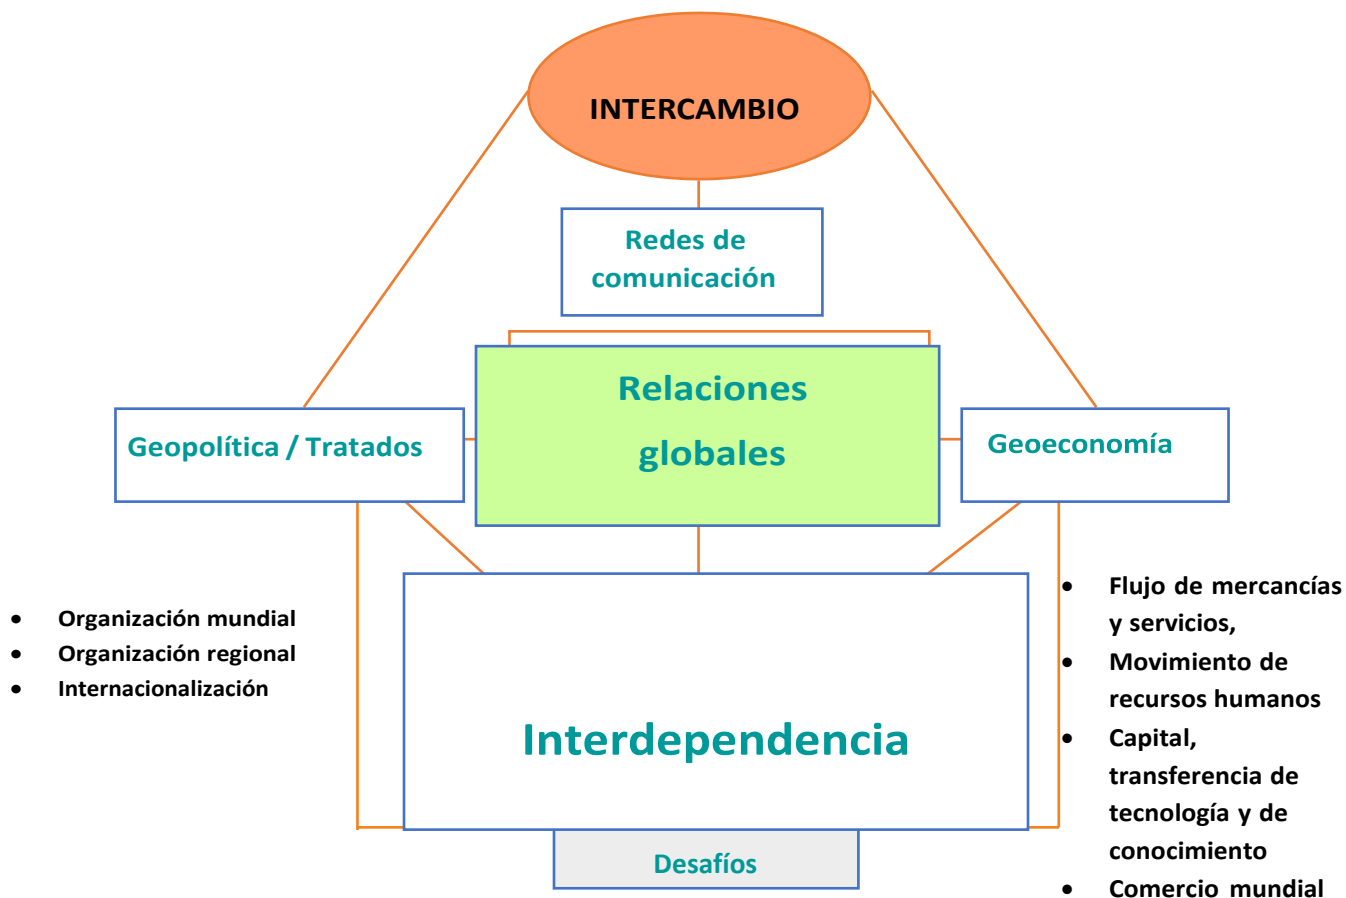 INTERCAMBIO
Redes de
comunicación
Relaciones
globales
Geopolítica / Tratados
Geoeconomía
• Organización mundial
• Organización regional
• Internacionalización
Interdependencia
• Flujo de mercancías
y servicios,
• Movimiento de
recursos humanos
• Capital,
transferencia de
tecnología y de
conocimiento
• Comercio mundial
Desafíos